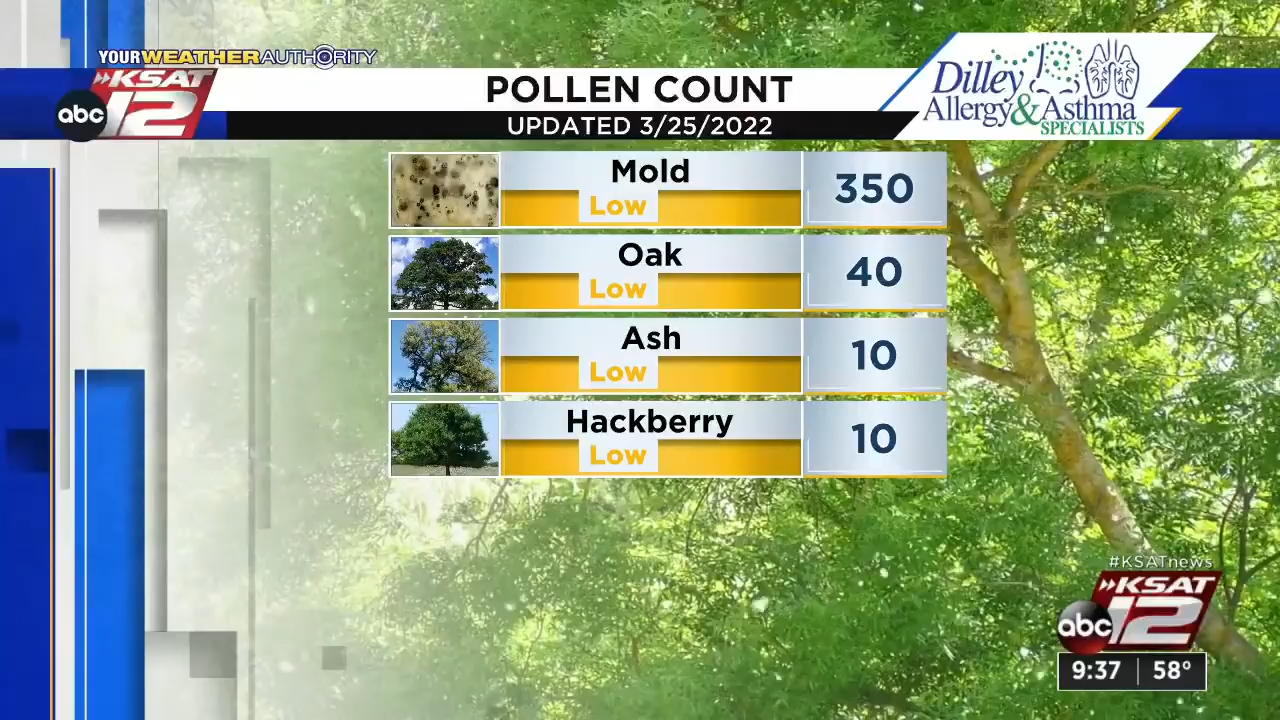 YOURWEATHERAUTHORITY
KSAT
abc 12
POLLEN COUNT
UPDATED 3/25/2022
Dilley
Allergy&Asthma
SPECIALISTS
Mold
Low
350
Oak
Low
40
Ash
Low
10
Hackberry
Low
10
#KSATnews
KSAT
abc 12
9:37 58°